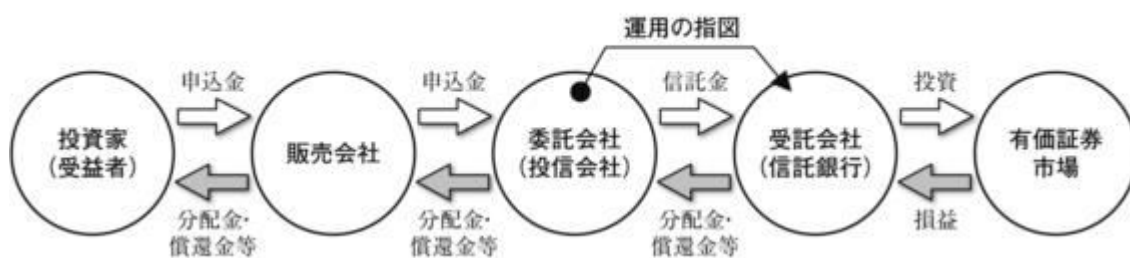 運用の指図
申込金
申込金
信託金
投資
投資家
(受益者)
販売会社
委託会社
(投信会社)
受託会社
(信託銀行)
有価証券
市場
分配金・
償還金等
分配金・
償還金等
分配金・
償還金等
損益